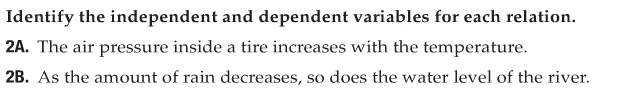 Identify the independent and dependent variables for each relation.
2A. The air pressure inside a tire increases with the temperature.
2B. As the amount of rain decreases, so does the water level of the river.